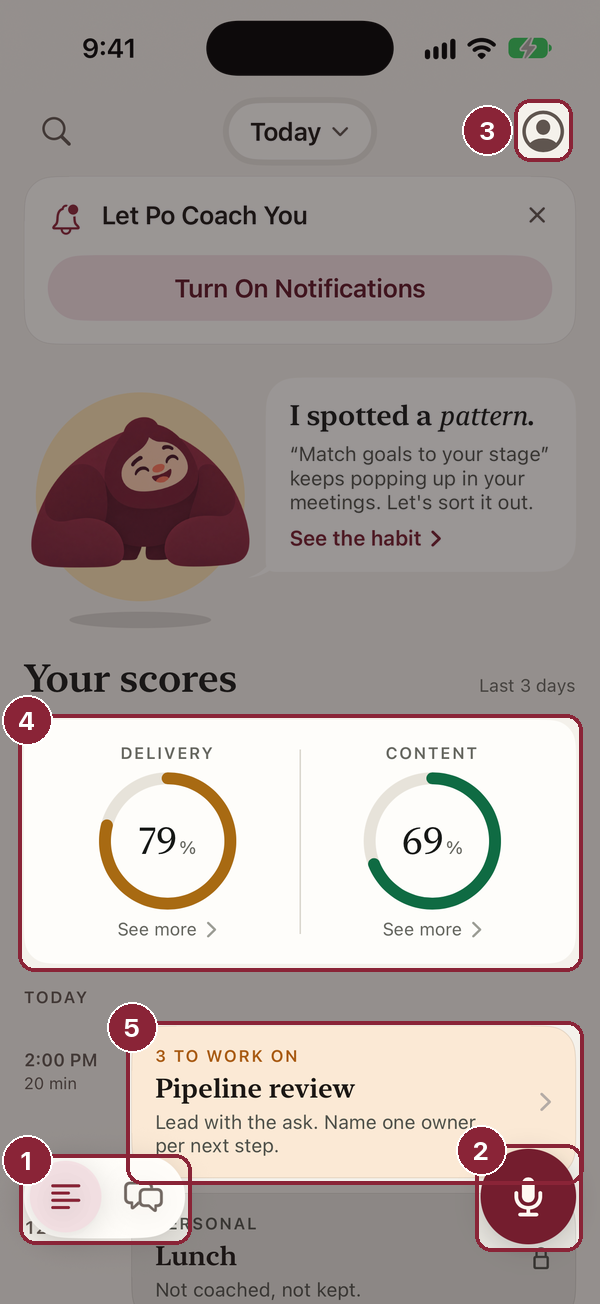 9:41
Today
3
Let Po Coach You
Turn On Notifications
I spotted a pattern.
“Match goals to your stage”
keeps popping up in your
meetings. Let's sort it out.
See the habit
Your scores
Last 3 days
4
DELIVERY
CONTENT
79%
69%
See more
See more
TODAY
5
2:00 PM
20 min
3 TO WORK ON
Pipeline review
Lead with the ask. Name one owner
per next step.
2
1
Lunch
Not coached, not kept.